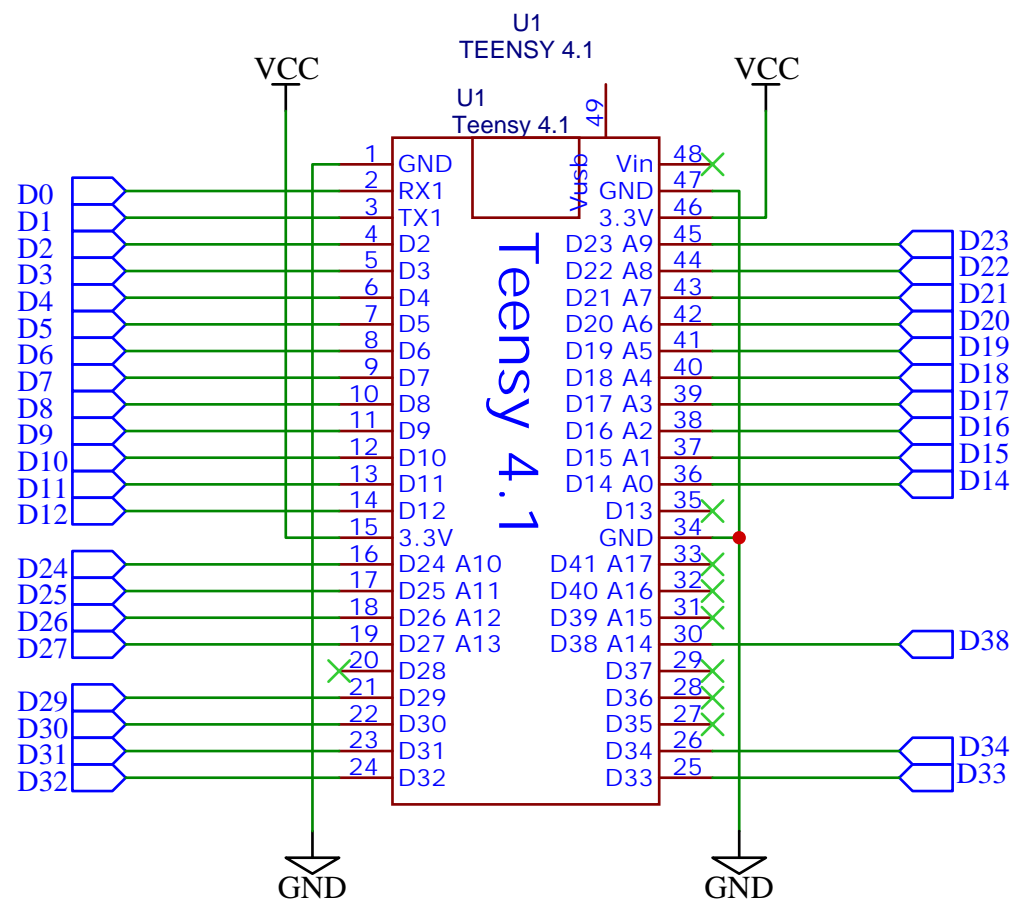 U1
TEENSY 4.1
VCC
VCC
U1
Teensy 4.1
49
Vusb
Teensy 4.1
1 GND
D0 2 RX1
D1 3 TX1
D2 4 D2
D3 5 D3
D4 6 D4
D5 7 D5
D6 8 D6
D7 9 D7
D8 10 D8
D9 11 D9
D10 12 D10
D11 13 D11
D12 14 D12
15 3.3V
D24 16 D24 A10
D25 17 D25 A11
D26 18 D26 A12
D27 19 D27 A13
20 D28
D29 21 D29
D30 22 D30
D31 23 D31
D32 24 D32
Vin 48
GND 47
3.3V 46
D23 A9 45 D23
D22 A8 44 D22
D21 A7 43 D21
D20 A6 42 D20
D19 A5 41 D19
D18 A4 40 D18
D17 A3 39 D17
D16 A2 38 D16
D15 A1 37 D15
D14 A0 36 D14
D13 35
GND 34
D41 A17 33
D40 A16 32
D39 A15 31
D38 A14 30 D38
D37 29
D36 28
D35 27
D34 26 D34
D33 25 D33
GND
GND